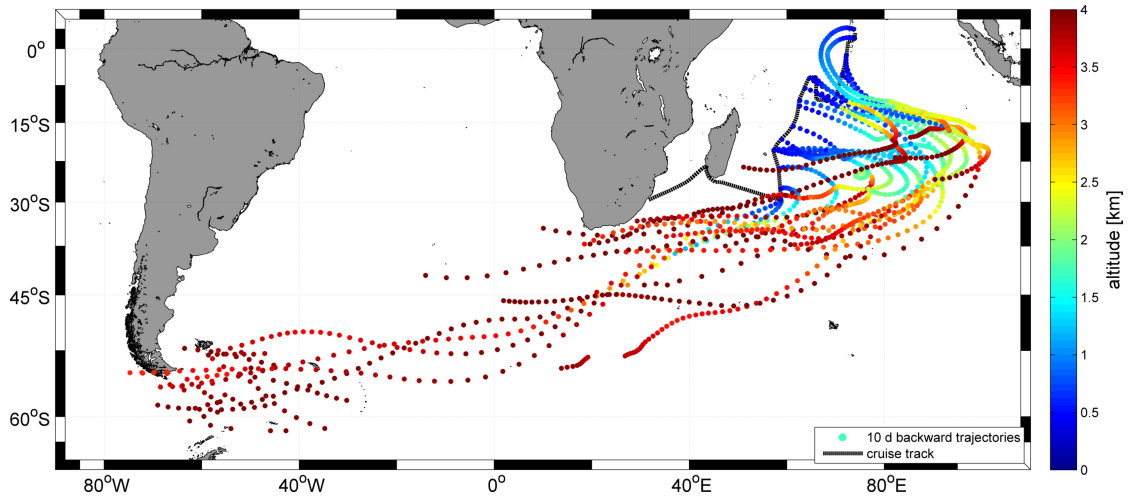 0°
15°S
30°S
45°S
60°S
80°W
40°W
0°E
40°E
80°E
10 d backward trajectories
cruise track
4
3.5
3
2.5
2
1.5
1
0.5
0
altitude [km]